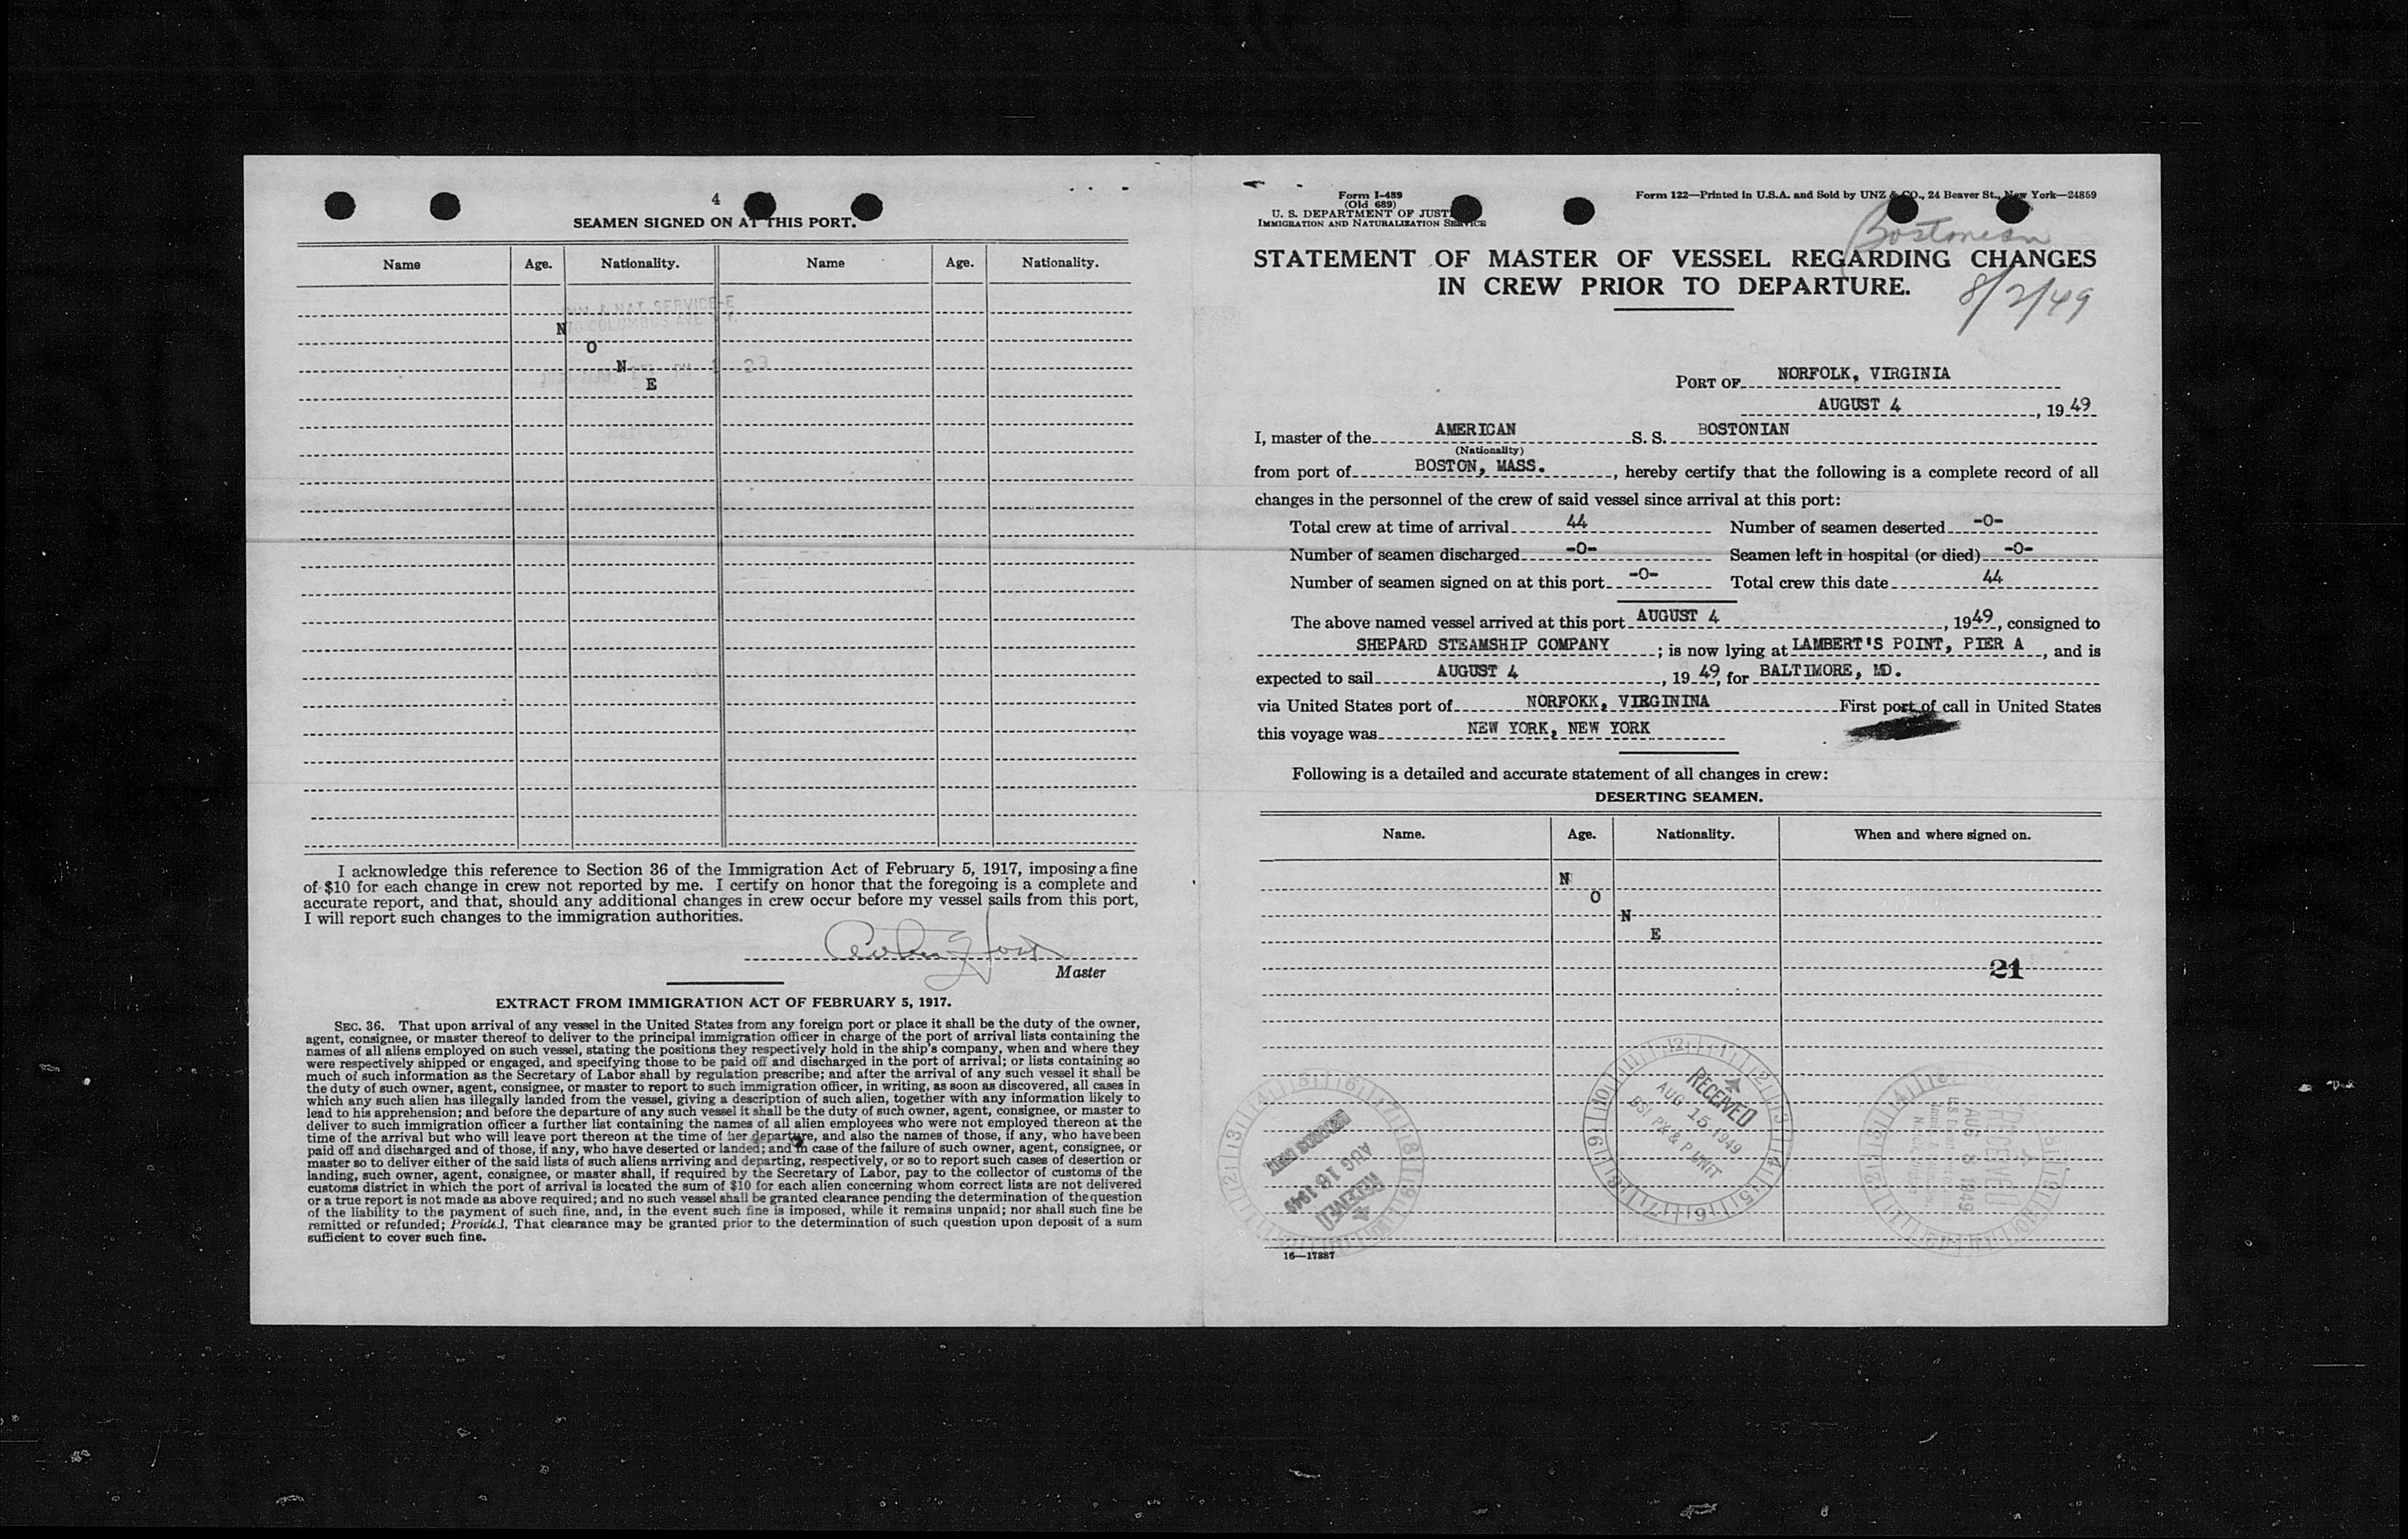 4
SEAMEN SIGNED ON AT THIS PORT.
Name Age. Nationality. Name Age. Nationality.
IMM. & NAT. SERVICE-E
70 COLUMBUS AVE. N.Y.
N
O
N
E
I acknowledge this reference to Section 36 of the Immigration Act of February 5, 1917, imposing a fine
of $10 for each change in crew not reported by me. I certify on honor that the foregoing is a complete and
accurate report, and that, should any additional changes in crew occur before my vessel sails from this port,
I will report such changes to the immigration authorities.
Master
EXTRACT FROM IMMIGRATION ACT OF FEBRUARY 5, 1917.
SEC. 36. That upon arrival of any vessel in the United States from any foreign port or place it shall be the duty of the owner,
agent, consignee, or master thereof to deliver to the principal immigration officer in charge of the port of arrival lists containing the
names of all aliens employed on such vessel, stating the positions they respectively hold in the ship's company, when and where they
were respectively shipped or engaged, and specifying those to be paid off and discharged in the port of arrival; or lists containing so
much of such information as the Secretary of Labor shall by regulation prescribe; and after the arrival of any such vessel it shall be
the duty of such owner, agent, consignee, or master to report to such immigration officer, in writing, as soon as discovered, all cases in
which any such alien has illegally landed from the vessel, giving a description of such alien, together with any information likely to
lead to his apprehension; and before the departure of any such vessel it shall be the duty of such owner, agent, consignee, or master to
deliver to such immigration officer a further list containing the names of all alien employees who were not employed thereon at the
time of the arrival but who will leave port thereon at the time of her departure, and also the names of those, if any, who have been
paid off and discharged and of those, if any, who have deserted or landed; and in case of the failure of such owner, agent, consignee, or
master so to deliver either of the said lists of such aliens arriving and departing, respectively, or so to report such cases of desertion or
landing, such owner, agent, consignee, or master shall, if required by the Secretary of Labor, pay to the collector of customs of the
customs district in which the port of arrival is located the sum of $10 for each alien concerning whom correct lists are not delivered
or a true report is not made as above required; and no such vessel shall be granted clearance pending the determination of the question
of the liability to the payment of such fine, and, in the event such fine is imposed, while it remains unpaid; nor shall such fine be
remitted or refunded; Provided, That clearance may be granted prior to the determination of such question upon deposit of a sum
sufficient to cover such fine.
Form I-489
(Old 689)
U. S. DEPARTMENT OF JUSTICE
IMMIGRATION AND NATURALIZATION SERVICE
Form 122—Printed in U.S.A. and Sold by UNZ & CO., 24 Beaver St., New York—24859
Bostonian
STATEMENT OF MASTER OF VESSEL REGARDING CHANGES
IN CREW PRIOR TO DEPARTURE.
8/2/49
PORT OF NORFOLK, VIRGINIA
AUGUST 4, 1949
I, master of the AMERICAN S. S. BOSTONIAN
(Nationality)
from port of BOSTON, MASS., hereby certify that the following is a complete record of all
changes in the personnel of the crew of said vessel since arrival at this port:
Total crew at time of arrival 44 Number of seamen deserted -0-
Number of seamen discharged -0- Seamen left in hospital (or died) -0-
Number of seamen signed on at this port -0- Total crew this date 44
The above named vessel arrived at this port AUGUST 4, 1949, consigned to
SHEPARD STEAMSHIP COMPANY; is now lying at LAMBERT'S POINT, PIER A, and is
expected to sail AUGUST 4, 1949, for BALTIMORE, MD.
via United States port of NORFOKK, VIRGININA First port of call in United States
this voyage was NEW YORK, NEW YORK
Following is a detailed and accurate statement of all changes in crew:
DESERTING SEAMEN.
Name. Age. Nationality. When and where signed on.
N
O
N
E
21
RECEIVED
AUG 16 1949
RECEIVED
AUG 15 1949
BSI PX & P UNIT
RECEIVED
AUG 8 1949
16—17887